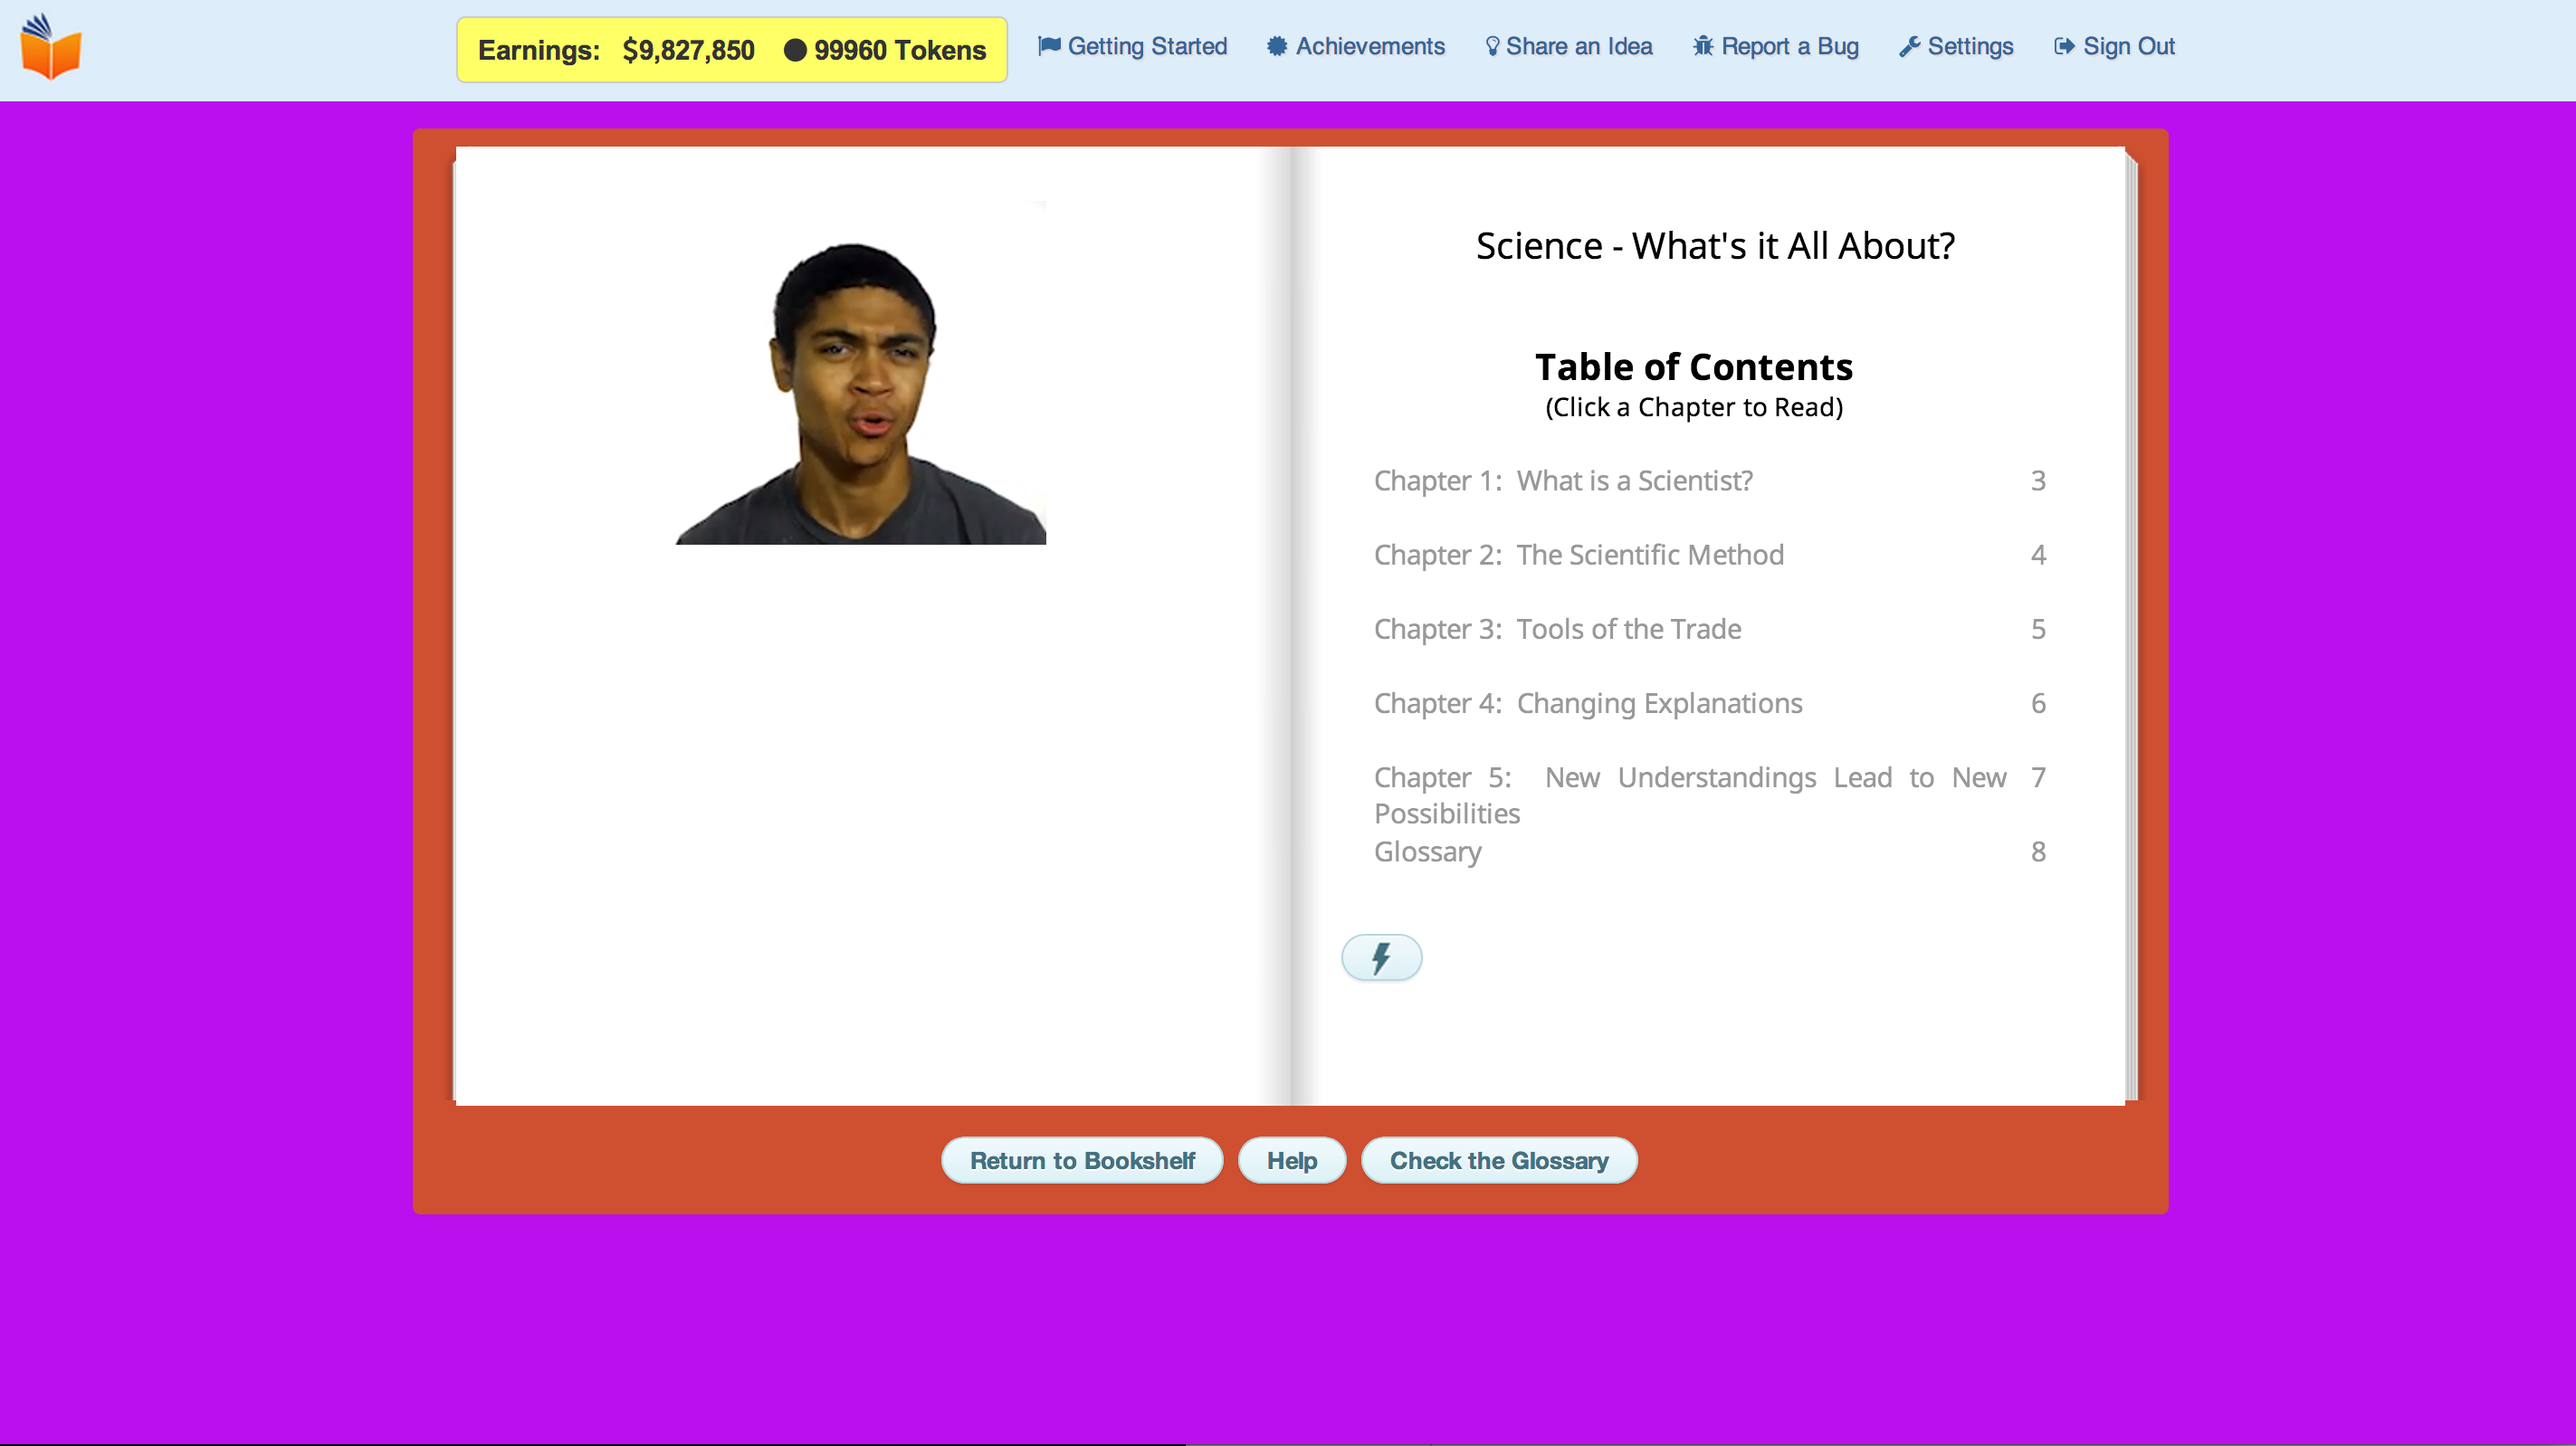 Earnings: $9,827,850 99960 Tokens Getting Started Achievements Share an Idea Report a Bug Settings Sign Out
Science - What's it All About?
Table of Contents
(Click a Chapter to Read)
Chapter 1: What is a Scientist? 3
Chapter 2: The Scientific Method 4
Chapter 3: Tools of the Trade 5
Chapter 4: Changing Explanations 6
Chapter 5: New Understandings Lead to New 7
Possibilities
Glossary 8
Return to Bookshelf Help Check the Glossary